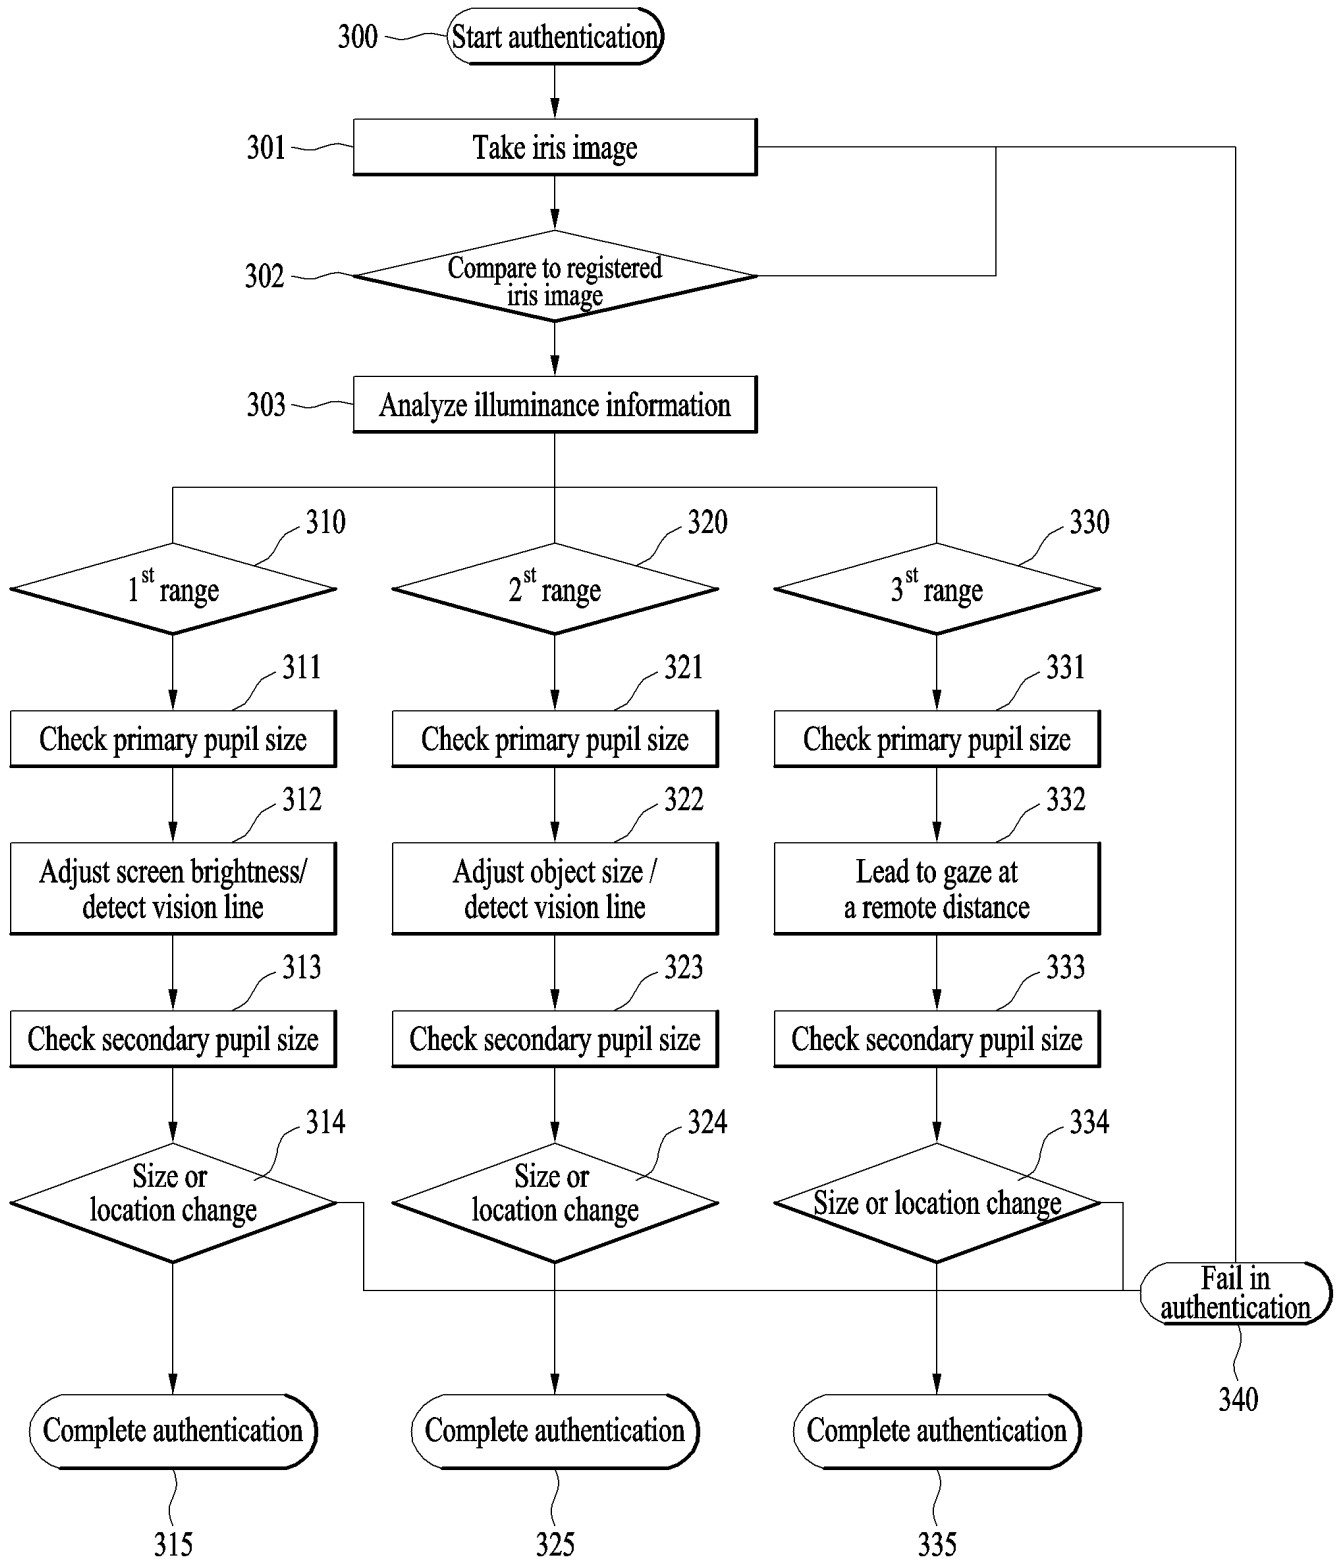 300
Start authentication
301
Take iris image
302
Compare to registered
iris image
303
Analyze illuminance information
310
320
330
1st range
2st range
3st range
311
321
331
Check primary pupil size
Check primary pupil size
Check primary pupil size
312
322
332
Adjust screen brightness/
detect vision line
Adjust object size /
detect vision line
Lead to gaze at
a remote distance
313
323
333
Check secondary pupil size
Check secondary pupil size
Check secondary pupil size
314
324
334
Size or
location change
Size or
location change
Size or location change
Fail in
authentication
340
Complete authentication
Complete authentication
Complete authentication
315
325
335